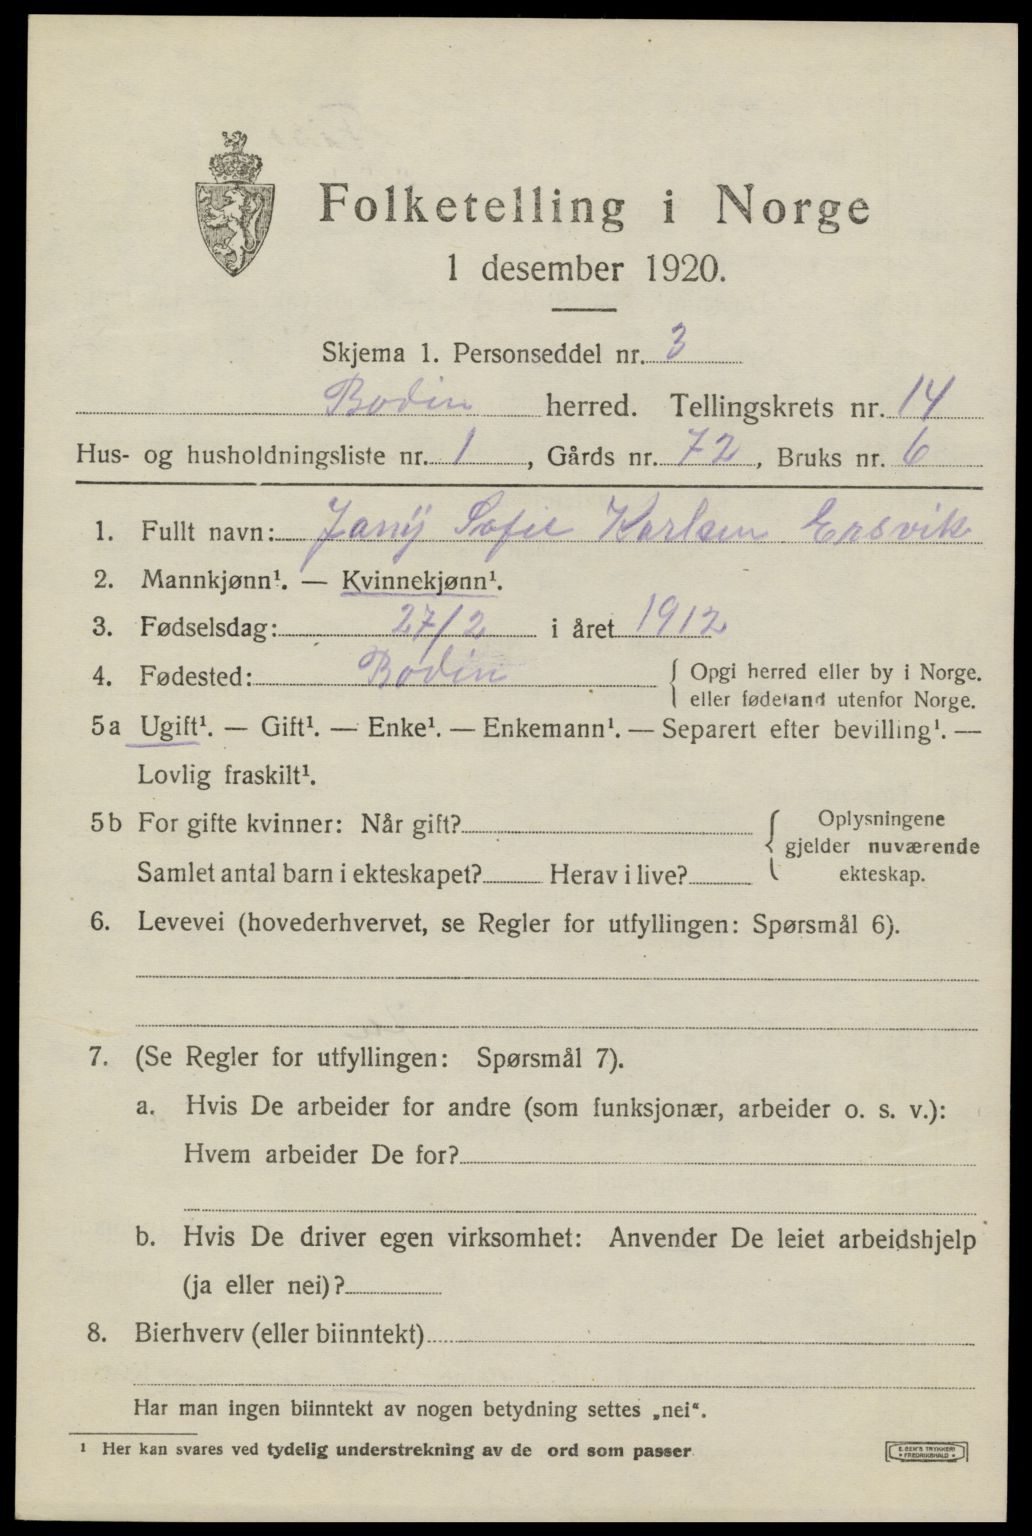 Folketelling i Norge
1 desember 1920.
Skjema 1. Personseddel nr. 3
Bodin herred. Tellingskrets nr. 14
Hus- og husholdningsliste nr. 1, Gårds nr. 72, Bruks nr. 6
1. Fullt navn: Janij Sofie Karlsen Ersvik
2. Mannkjønn¹. — Kvinnekjønn¹.
3. Fødselsdag: 27/2 i året 1912
4. Fødested: Bodin { Opgi herred eller by i Norge.
eller fødeland utenfor Norge.
5a Ugift¹. — Gift¹. — Enke¹. — Enkemann¹. — Separert efter bevilling¹. —
Lovlig fraskilt¹.
5b For gifte kvinner: Når gift? { Oplysningene
gjelder nuværende
Samlet antal barn i ekteskapet? Herav i live? ekteskap.
6. Levevei (hovederhvervet, se Regler for utfyllingen: Spørsmål 6).
7. (Se Regler for utfyllingen: Spørsmål 7).
a. Hvis De arbeider for andre (som funksjonær, arbeider o. s. v.):
Hvem arbeider De for?
b. Hvis De driver egen virksomhet: Anvender De leiet arbeidshjelp
(ja eller nei)?
8. Bierhverv (eller biinntekt)
Har man ingen biinntekt av nogen betydning settes „nei“.
¹ Her kan svares ved tydelig understrekning av de ord som passer